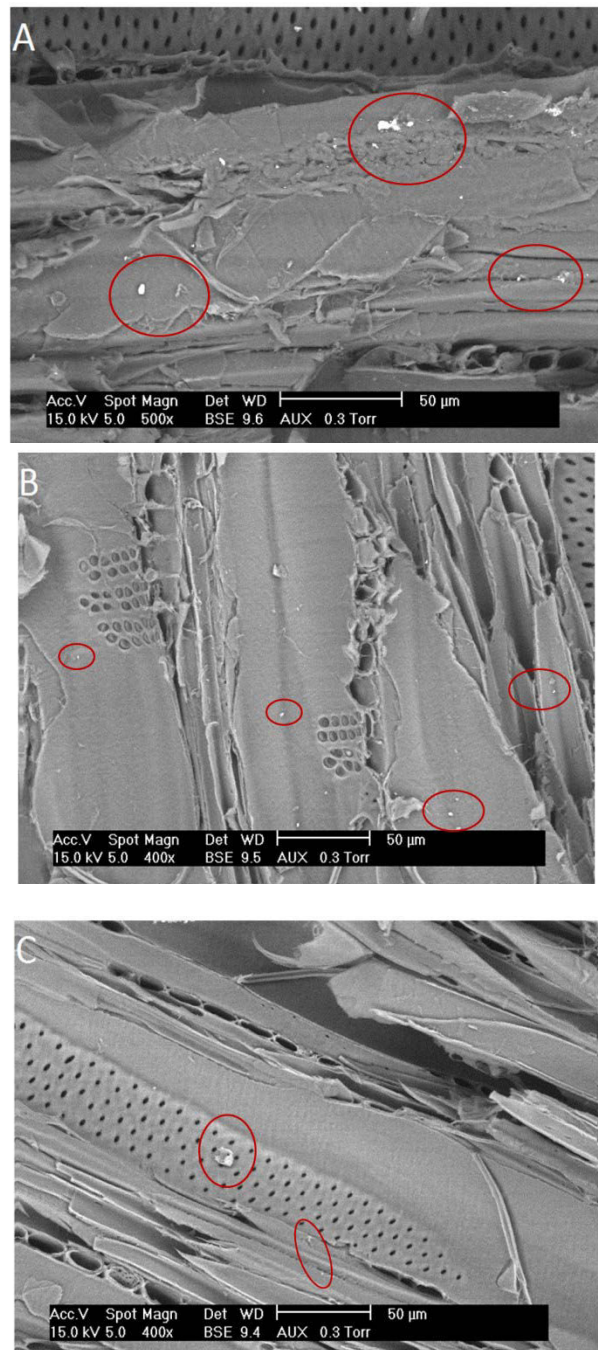 A
Acc.V Spot Magn Det WD 50 µm
15.0 kV 5.0 500x BSE 9.6 AUX 0.3 Torr
B
Acc.V Spot Magn Det WD 50 µm
15.0 kV 5.0 400x BSE 9.5 AUX 0.3 Torr
C
Acc.V Spot Magn Det WD 50 µm
15.0 kV 5.0 400x BSE 9.4 AUX 0.3 Torr